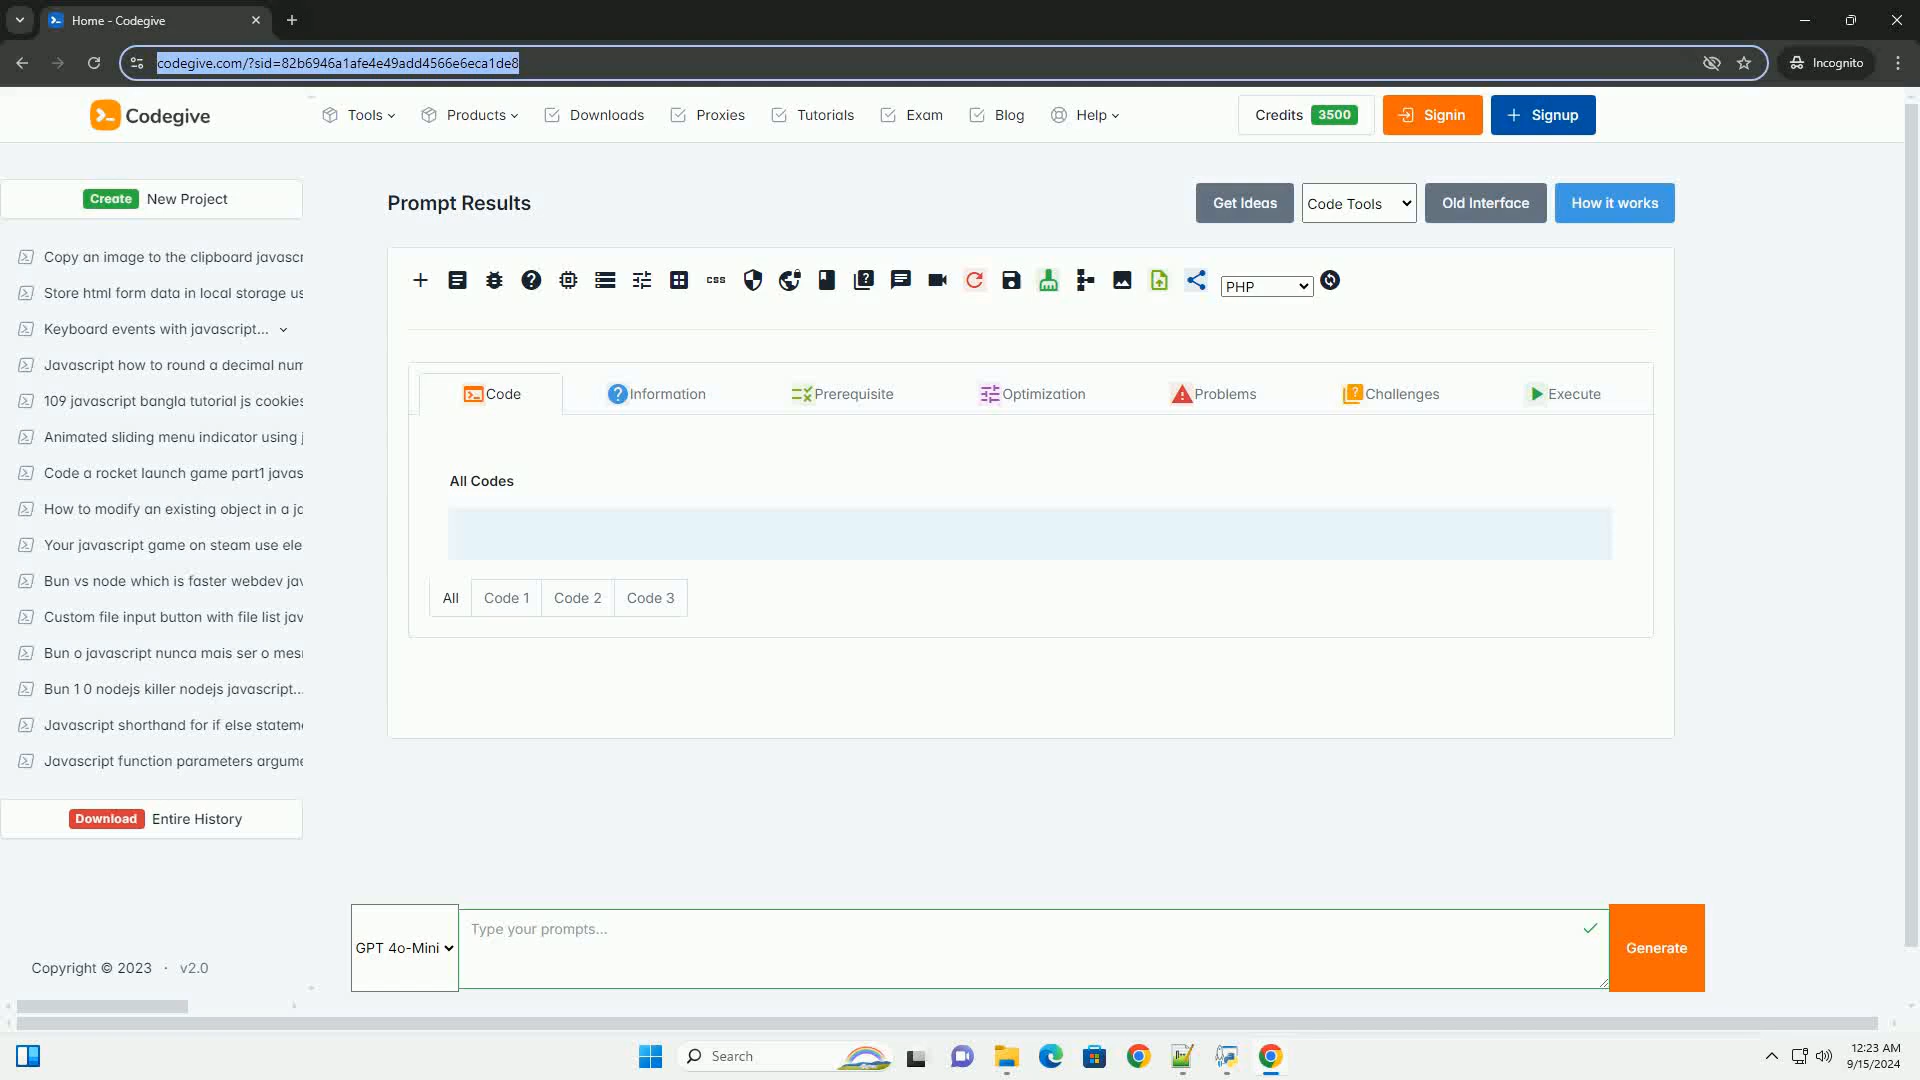 Home - Codegive
codegive.com/?sid=82b6946a1afe4e49add4566e6eca1de8
Incognito
Codegive
Tools
Products
Downloads
Proxies
Tutorials
Exam
Blog
Help
Credits 3500
Signin
Signup
Create New Project
Copy an image to the clipboard javascr
Store html form data in local storage us
Keyboard events with javascript...
Javascript how to round a decimal num
109 javascript bangla tutorial js cookies
Animated sliding menu indicator using j
Code a rocket launch game part1 javas
How to modify an existing object in a ja
Your javascript game on steam use ele
Bun vs node which is faster webdev jav
Custom file input button with file list jav
Bun o javascript nunca mais ser o mesr
Bun 1 0 nodejs killer nodejs javascript...
Javascript shorthand for if else stateme
Javascript function parameters argume
Download Entire History
Copyright © 2023 · v2.0
Prompt Results
Get Ideas
Code Tools
Old Interface
How it works
css
PHP
Code
Information
Prerequisite
Optimization
Problems
Challenges
Execute
All Codes
All
Code 1
Code 2
Code 3
GPT 4o-Mini
Type your prompts...
Generate
Search
12:23 AM
9/15/2024